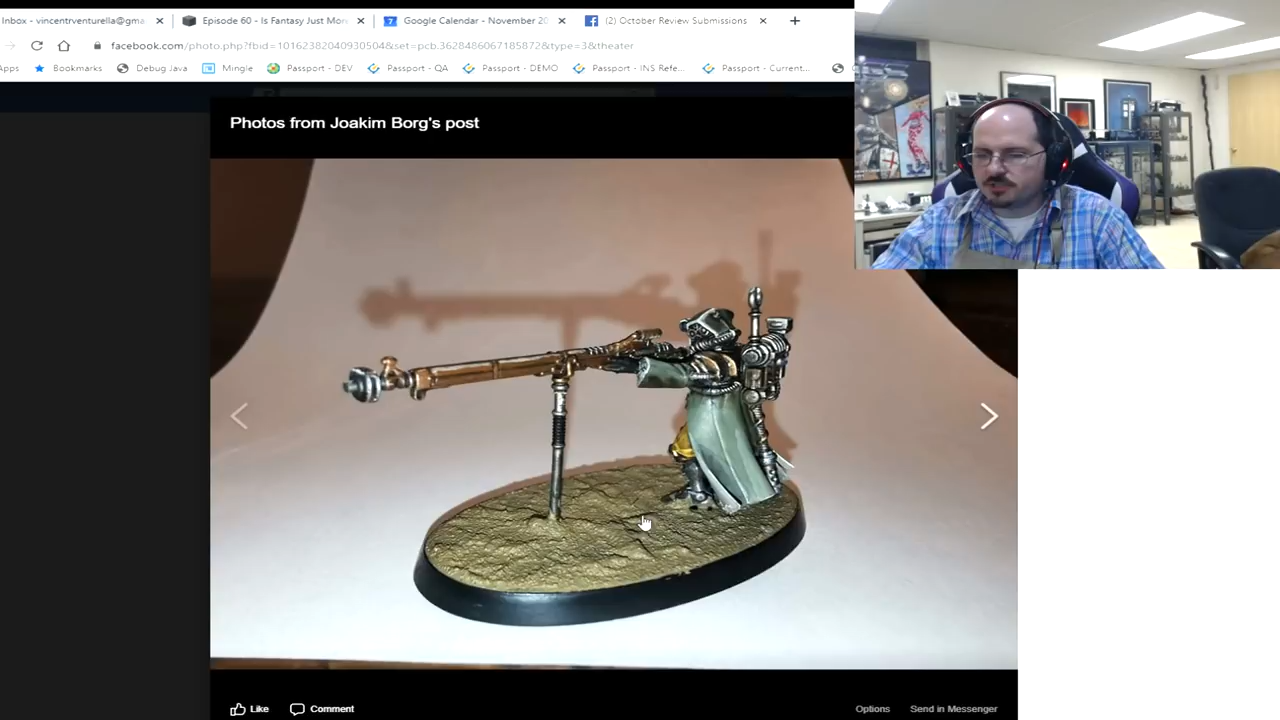 Inbox - vincentrventurella@gma
Episode 60 - Is Fantasy Just Mor
Google Calendar - November 20
(2) October Review Submissions
facebook.com/photo.php?fbid=10162382040930504&set=pcb.3628486067185872&type=3&theater
Apps
Bookmarks
Debug Java
Mingle
Passport - DEV
Passport - QA
Passport - DEMO
Passport - INS Refe...
Passport - Current...
Photos from Joakim Borg's post
Like
Comment
Options
Send in Messenger